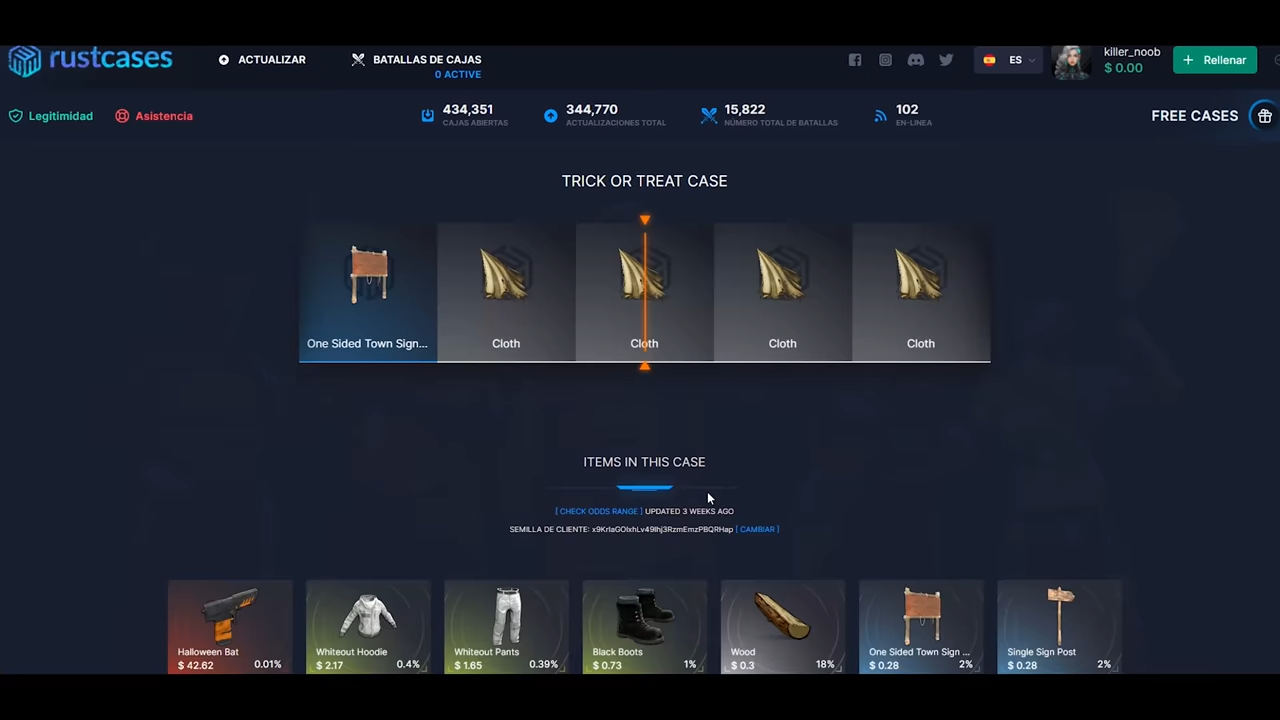 rustcases
ACTUALIZAR
BATALLAS DE CAJAS
0 ACTIVE
ES
killer_noob
$ 0.00
Rellenar
Legitimidad
Asistencia
434,351
CAJAS ABIERTAS
344,770
ACTUALIZACIONES TOTAL
15,822
NÚMERO TOTAL DE BATALLAS
102
EN-LINEA
FREE CASES
TRICK OR TREAT CASE
One Sided Town Sign...
Cloth
Cloth
Cloth
Cloth
ITEMS IN THIS CASE
[ CHECK ODDS RANGE ] UPDATED 3 WEEKS AGO
SEMILLA DE CLIENTE: [ CAMBIAR ]
Halloween Bat
$ 42.62 0.01%
Whiteout Hoodie
$ 2.17 0.4%
Whiteout Pants
$ 1.65 0.39%
Black Boots
$ 0.73 1%
Wood
$ 0.3 18%
One Sided Town Sign ...
$ 0.28 2%
Single Sign Post
$ 0.28 2%